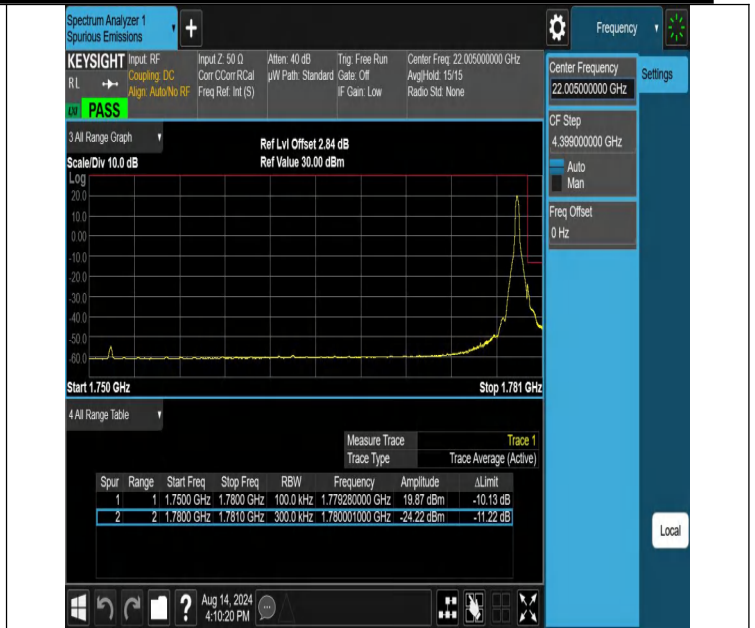 Spectrum Analyzer 1
Spurious Emissions
+
Frequency
KEYSIGHT
RL
PASS
Input: RF
Coupling: DC
Align: Auto/No RF
Input Z: 50 Ω
Corr CCorr RCal
Freq Ref: Int (S)
Atten: 40 dB
µW Path: Standard
Trig: Free Run
Gate: Off
IF Gain: Low
Center Freq: 22.005000000 GHz
Avg|Hold: 15/15
Radio Std: None
Center Frequency
22.005000000 GHz
Settings
CF Step
4.399000000 GHz
Auto
Man
Freq Offset
0 Hz
3 All Range Graph
Scale/Div 10.0 dB
Ref Lvl Offset 2.84 dB
Ref Value 30.00 dBm
Log
20.0
10.0
0.00
-10.0
-20.0
-30.0
-40.0
-50.0
-60.0
Start 1.750 GHz
Stop 1.781 GHz
4 All Range Table
Measure Trace Trace 1
Trace Type Trace Average (Active)
Spur Range Start Freq Stop Freq RBW Frequency Amplitude ΔLimit
1 1 1.7500 GHz 1.7800 GHz 100.0 kHz 1.779280000 GHz 19.87 dBm -10.13 dB
2 2 1.7800 GHz 1.7810 GHz 300.0 kHz 1.780001000 GHz -24.22 dBm -11.22 dB
Local
?
Aug 14, 2024
4:10:20 PM